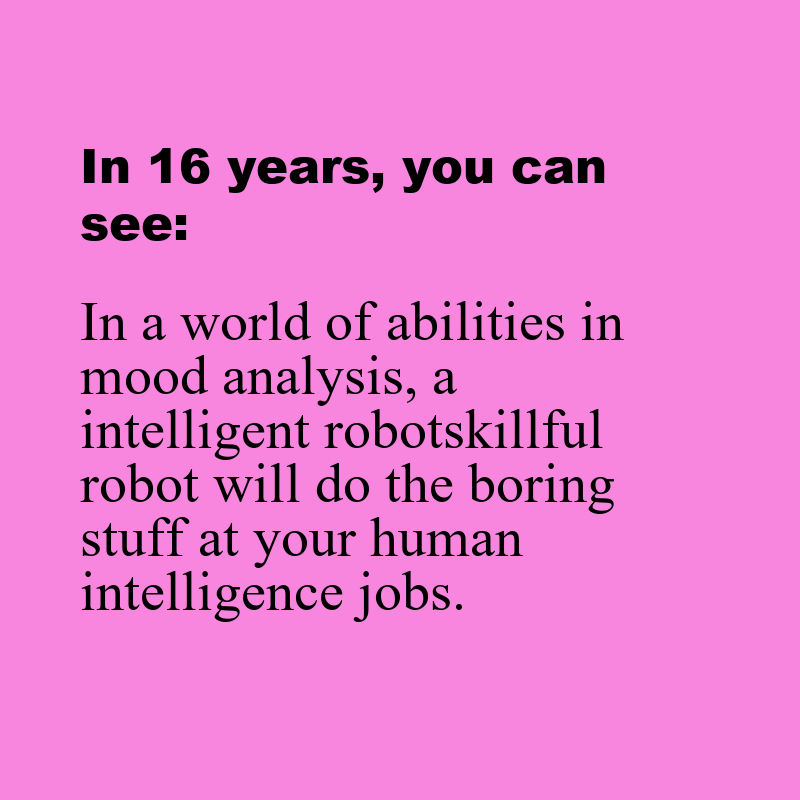 In 16 years, you can
see:
In a world of abilities in
mood analysis, a
intelligent robotskillful
robot will do the boring
stuff at your human
intelligence jobs.